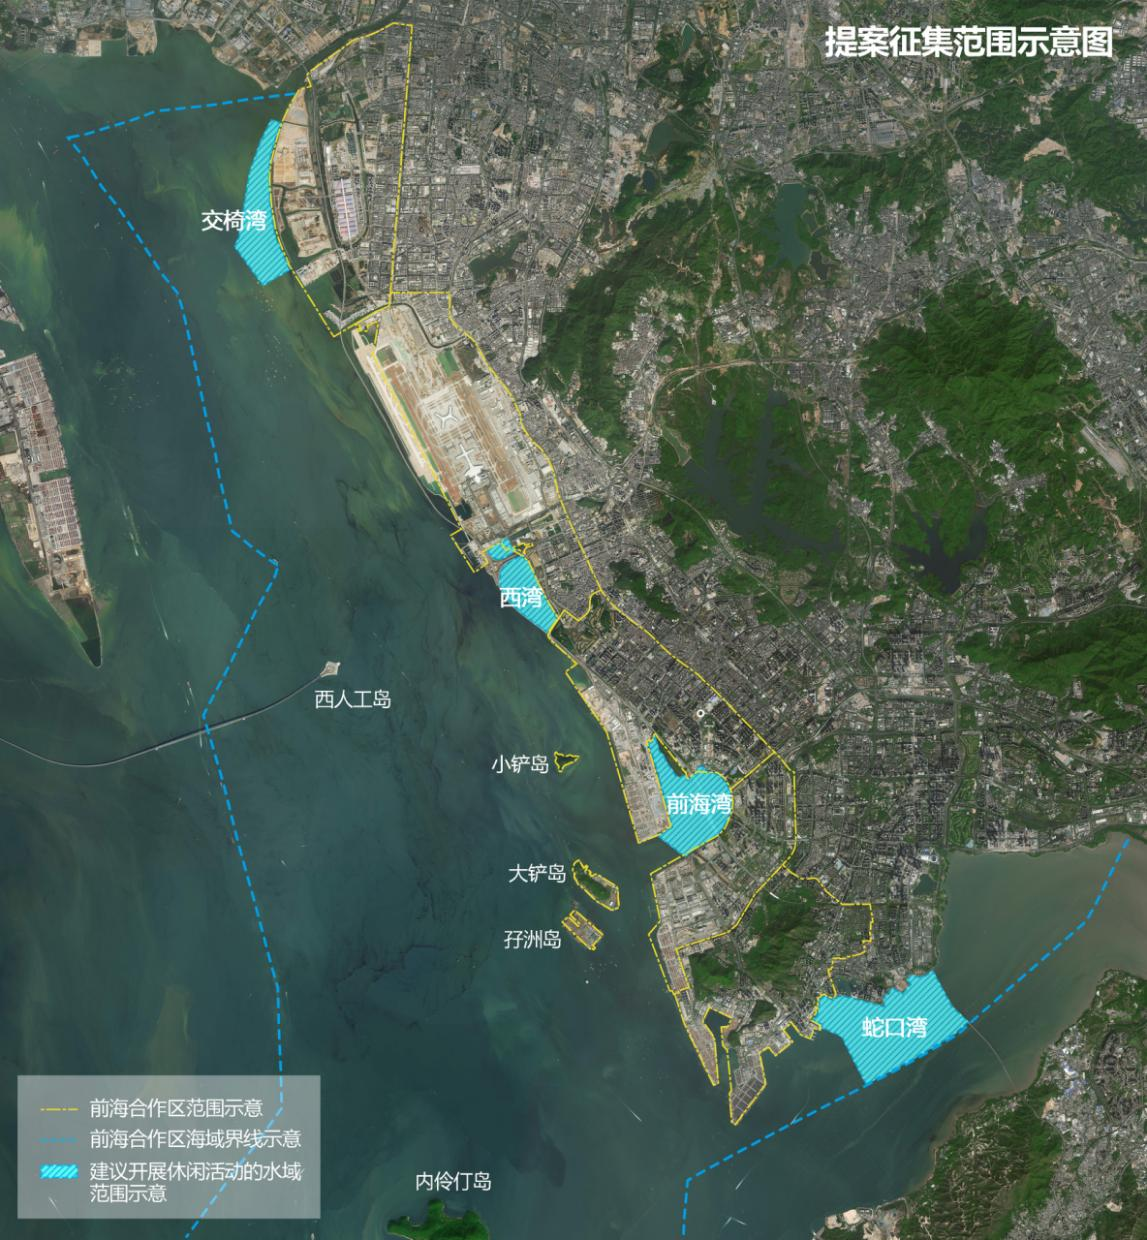 提案征集范围示意图
交椅湾
西湾
西人工岛
小铲岛
前海湾
大铲岛
孖洲岛
蛇口湾
前海合作区范围示意
前海合作区海域界线示意
建议开展休闲活动的水域
范围示意
内伶仃岛